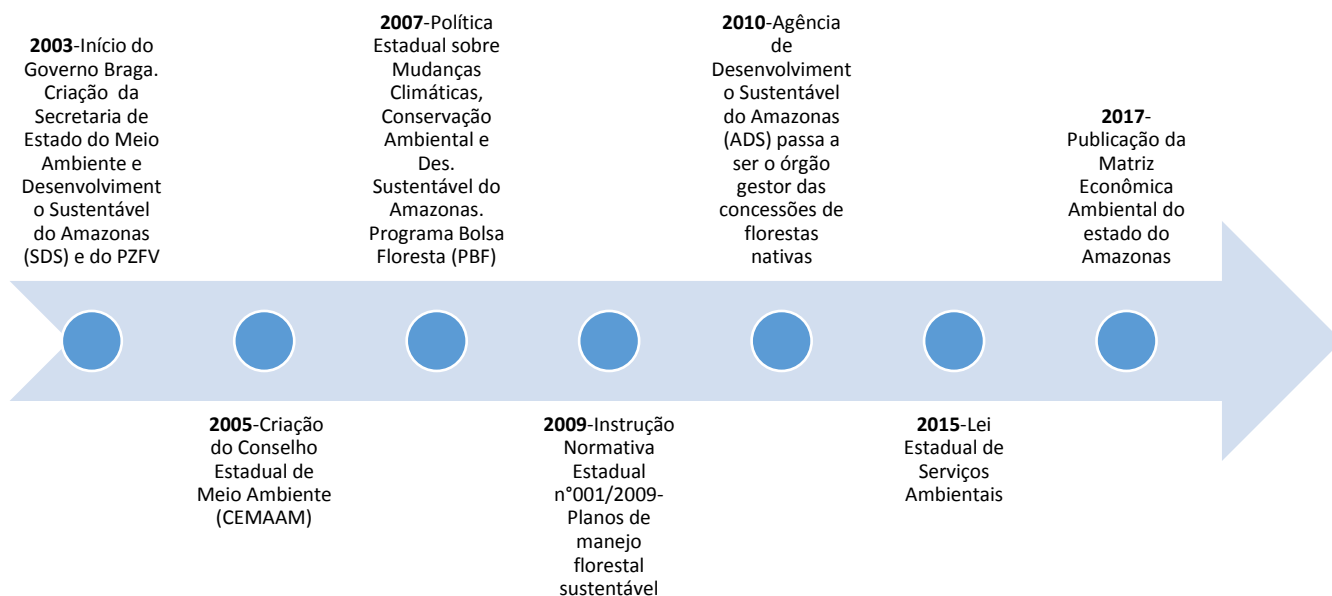 2003-Início do
Governo Braga.
Criação da
Secretaria de
Estado do Meio
Ambiente e
Desenvolviment
o Sustentável
do Amazonas
(SDS) e do PZFV
2005-Criação
do Conselho
Estadual de
Meio Ambiente
(CEMAAM)
2007-Política
Estadual sobre
Mudanças
Climáticas,
Conservação
Ambiental e
Des.
Sustentável do
Amazonas.
Programa Bolsa
Floresta (PBF)
2009-Instrução
Normativa
Estadual
n°001/2009-
Planos de
manejo
florestal
sustentável
2010-Agência
de
Desenvolviment
o Sustentável
do Amazonas
(ADS) passa a
ser o órgão
gestor das
concessões de
florestas
nativas
2015-Lei
Estadual de
Serviços
Ambientais
2017-
Publicação da
Matriz
Econômica
Ambiental do
estado do
Amazonas